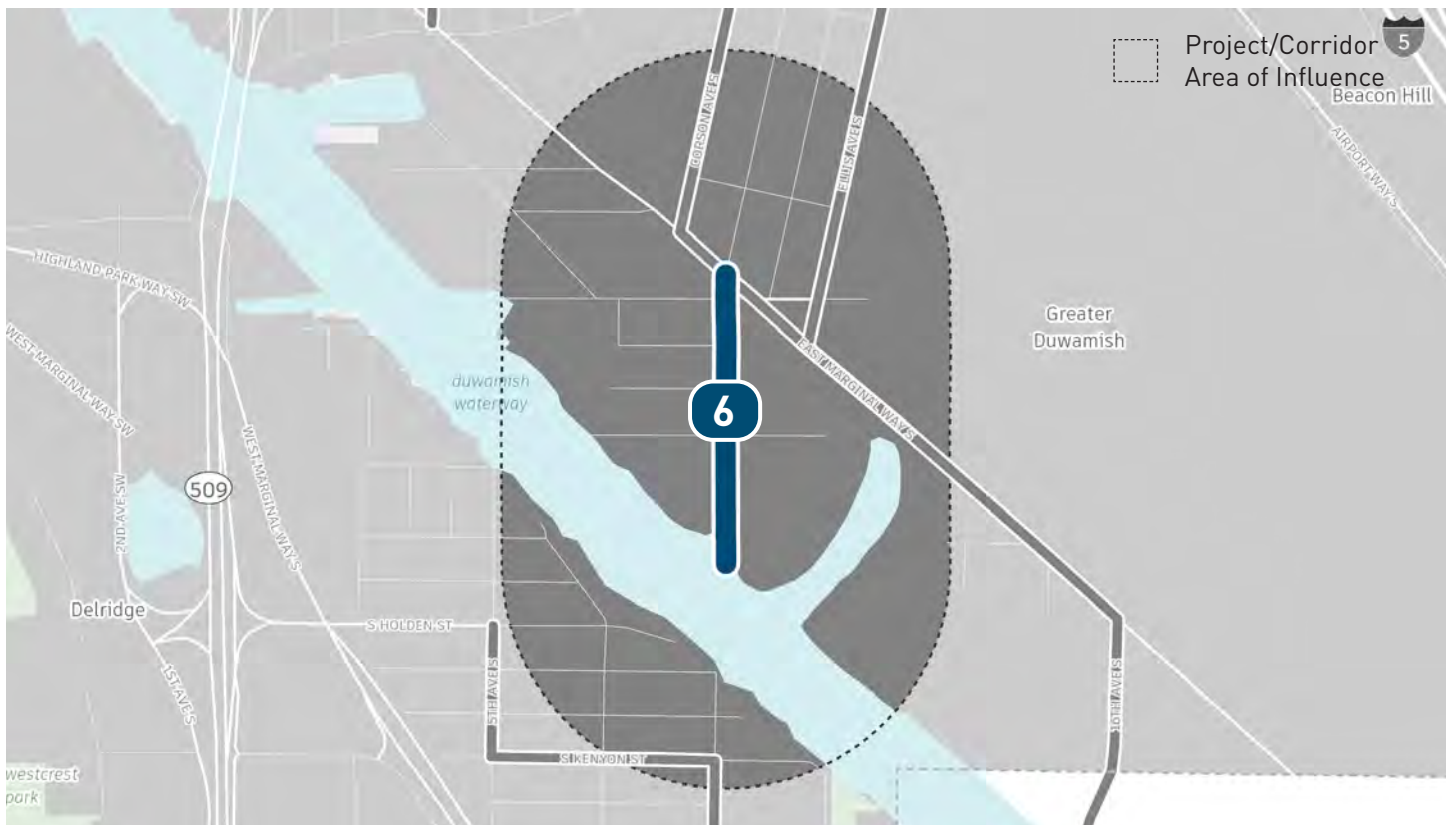 Project/Corridor
Area of Influence
5
Beacon Hill
AIRPORT WAY S
CORSON AVE S
ELLIS AVE S
HIGHLAND PARK WAY SW
WEST MARGINAL WAY SW
Greater
Duwamish
EAST MARGINAL WAY S
duwamish
waterway
6
509
2ND AVE SW
WEST MARGINAL WAY S
Delridge
S HOLDEN ST
1ST AVE S
5TH AVE S
16TH AVE S
S KENYON ST
westcrest
park